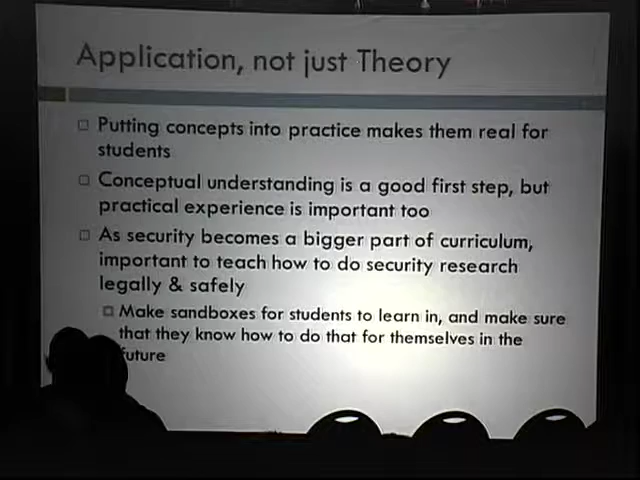 Application, not just Theory
Putting concepts into practice makes them real for
students
Conceptual understanding is a good first step, but
practical experience is important too
As security becomes a bigger part of curriculum,
important to teach how to do security research
legally & safely
Make sandboxes for students to learn in, and make sure
that they know how to do that for themselves in the
future